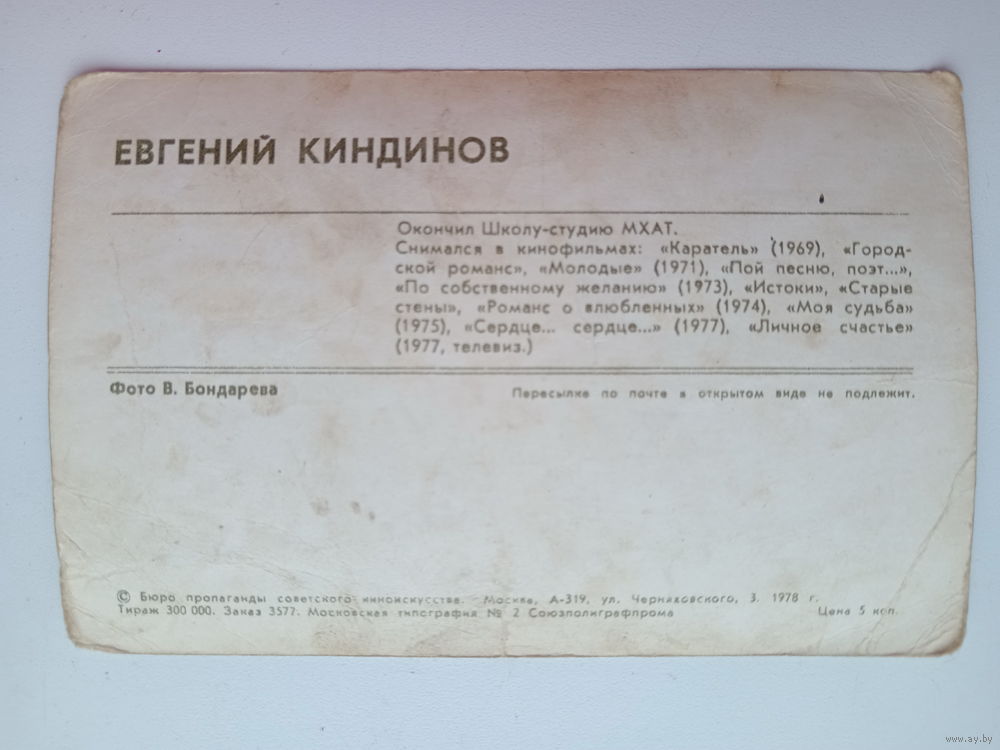 ЕВГЕНИЙ КИНДИНОВ
Окончил Школу-студию МХАТ.
Снимался в кинофильмах: «Каратель» (1969), «Город-
ской романс», «Молодые» (1971), «Пой песню, поэт...»,
«По собственному желанию» (1973), «Истоки», «Старые
стены», «Романс о влюбленных» (1974), «Моя судьба»
(1975), «Сердце... сердце...» (1977), «Личное счастье»
(1977, телевиз.)
Фото В. Бондарева
Пересылке по почте в открытом виде не подлежит.
© Бюро пропаганды советского киноискусства. Москва, А-319, ул. Черняховского, 3. 1978 г.
Тираж 300 000. Заказ 3577. Московская типография № 2 Союзполиграфпрома
Цена 5 коп.
www.ay.by